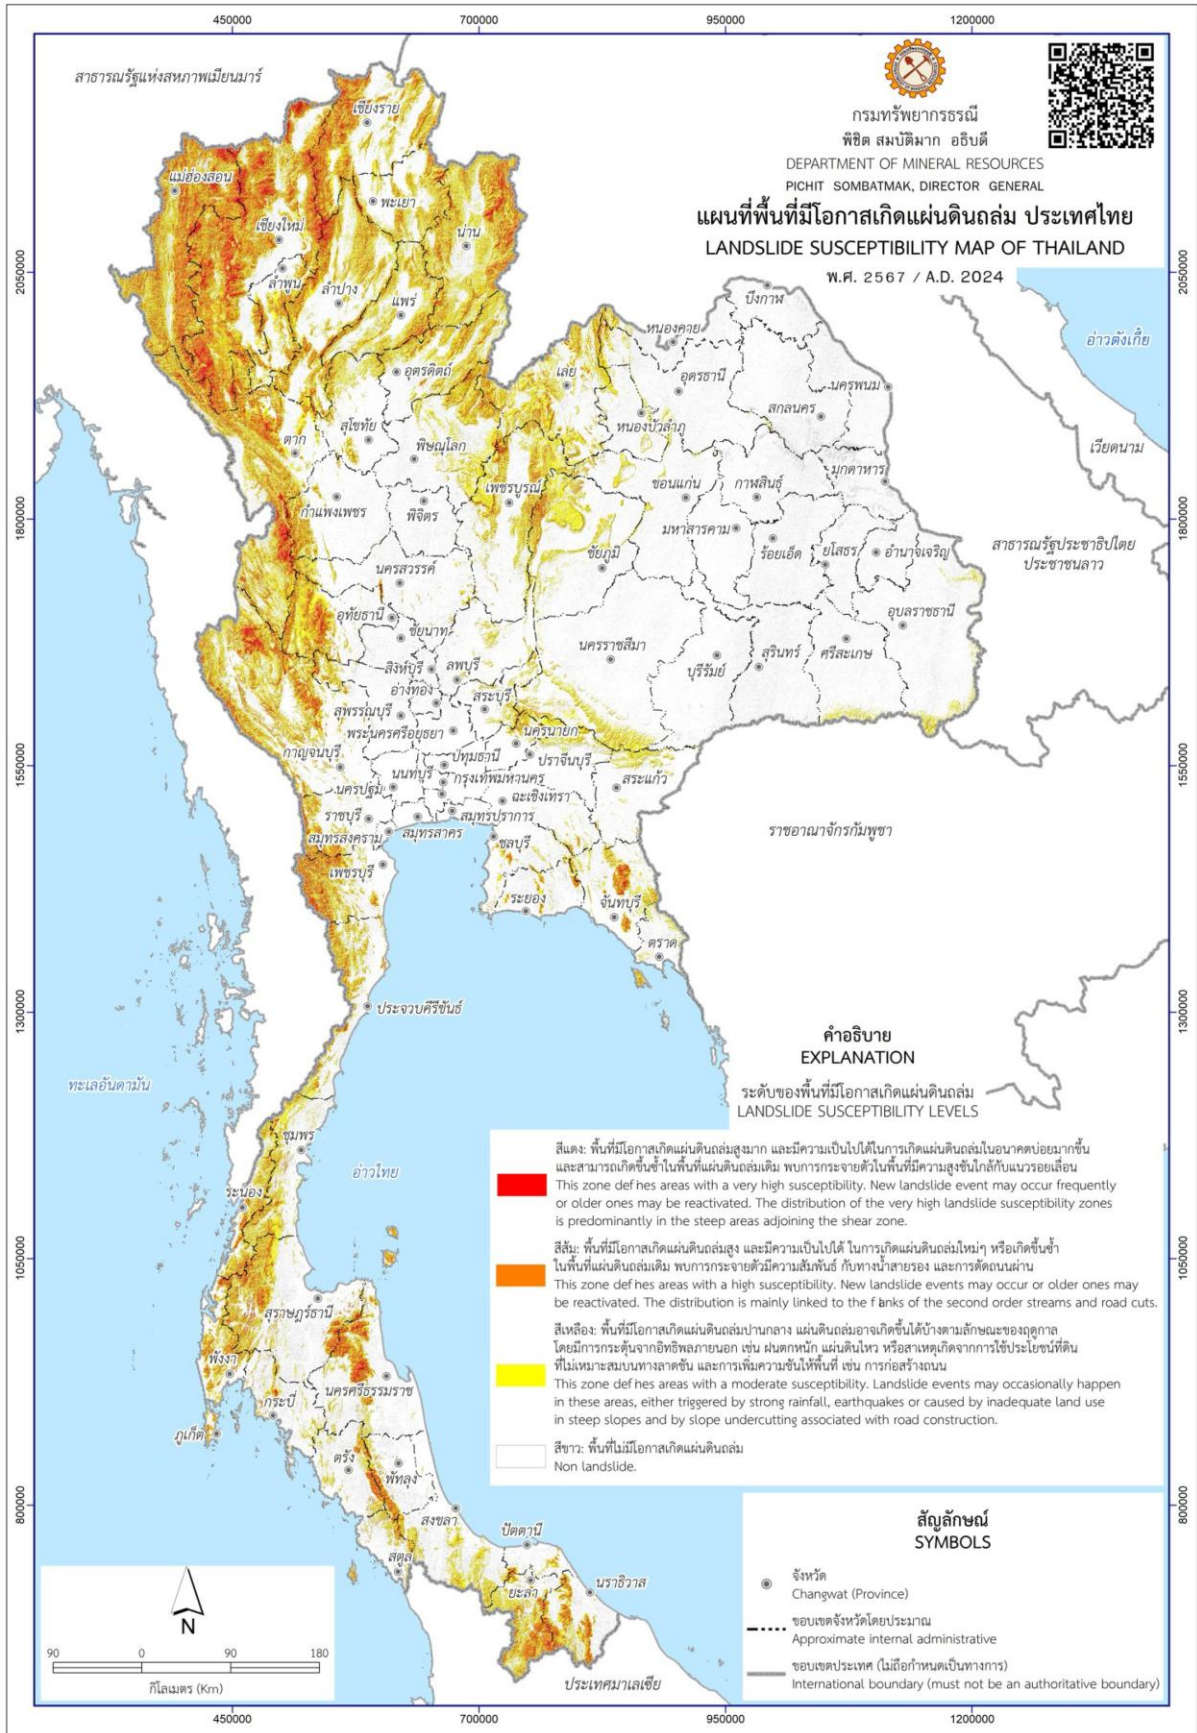 450000
700000
950000
1200000
สาธารณรัฐแห่งสหภาพเมียนมาร์
กรมทรัพยากรธรณี
พิชิต สมบัติมาก อธิบดี
DEPARTMENT OF MINERAL RESOURCES
PICHIT SOMBATMAK, DIRECTOR GENERAL
แผนที่พื้นที่มีโอกาสเกิดแผ่นดินถล่ม ประเทศไทย
LANDSLIDE SUSCEPTIBILITY MAP OF THAILAND
พ.ศ. 2567 / A.D. 2024
เชียงราย
แม่ฮ่องสอน
พะเยา
เชียงใหม่
น่าน
ลำพูน
ลำปาง
แพร่
2050000
2050000
บึงกาฬ
หนองคาย
อ่าวตังเกี๋ย
อุตรดิตถ์
เลย
อุดรธานี
นครพนม
สกลนคร
หนองบัวลำภู
สุโขทัย
ตาก
พิษณุโลก
เวียดนาม
มุกดาหาร
เพชรบูรณ์
ขอนแก่น
กาฬสินธุ์
กำแพงเพชร
พิจิตร
1800000
1800000
มหาสารคาม
ร้อยเอ็ด
ยโสธร
อำนาจเจริญ
ชัยภูมิ
สาธารณรัฐประชาธิปไตย
ประชาชนลาว
นครสวรรค์
อุทัยธานี
ชัยนาท
อุบลราชธานี
นครราชสีมา
บุรีรัมย์
สุรินทร์
ศรีสะเกษ
สิงห์บุรี
ลพบุรี
อ่างทอง
สระบุรี
สุพรรณบุรี
พระนครศรีอยุธยา
นครนายก
กาญจนบุรี
ปทุมธานี
ปราจีนบุรี
1550000
1550000
นนทบุรี
กรุงเทพมหานคร
สระแก้ว
นครปฐม
ฉะเชิงเทรา
ราชบุรี
สมุทรปราการ
สมุทรสงคราม
สมุทรสาคร
ชลบุรี
ราชอาณาจักรกัมพูชา
เพชรบุรี
ระยอง
จันทบุรี
ตราด
ประจวบคีรีขันธ์
1300000
1300000
ทะเลอันดามัน
คำอธิบาย
EXPLANATION
ระดับของพื้นที่มีโอกาสเกิดแผ่นดินถล่ม
LANDSLIDE SUSCEPTIBILITY LEVELS
ชุมพร
อ่าวไทย
ระนอง
สีแดง: พื้นที่มีโอกาสเกิดแผ่นดินถล่มสูงมาก และมีความเป็นไปได้ในการเกิดแผ่นดินถล่มในอนาคตบ่อยมากขึ้น
และสามารถเกิดขึ้นซ้ำในพื้นที่แผ่นดินถล่มเดิม พบการกระจายตัวในพื้นที่มีความสูงชันใกล้กับแนวรอยเลื่อน
This zone def hes areas with a very high susceptibility. New landslide event may occur frequently
or older ones may be reactivated. The distribution of the very high landslide susceptibility zones
is predominantly in the steep areas adjoining the shear zone.
1050000
1050000
สีส้ม: พื้นที่มีโอกาสเกิดแผ่นดินถล่มสูง และมีความเป็นไปได้ ในการเกิดแผ่นดินถล่มใหม่ๆ หรือเกิดขึ้นซ้ำ
ในพื้นที่แผ่นดินถล่มเดิม พบการกระจายตัวมีความสัมพันธ์ กับทางน้ำสายรอง และการตัดถนนผ่าน
This zone def hes areas with a high susceptibility. New landslide events may occur or older ones may
be reactivated. The distribution is mainly linked to the f anks of the second order streams and road cuts.
สุราษฎร์ธานี
พังงา
นครศรีธรรมราช
กระบี่
ภูเก็ต
สีเหลือง: พื้นที่มีโอกาสเกิดแผ่นดินถล่มปานกลาง แผ่นดินถล่มอาจเกิดขึ้นได้บ้างตามลักษณะของฤดูกาล
โดยมีการกระตุ้นจากอิทธิพลภายนอก เช่น ฝนตกหนัก แผ่นดินไหว หรือสาเหตุเกิดจากการใช้ประโยชน์ที่ดิน
ที่ไม่เหมาะสมบนทางลาดชัน และการเพิ่มความชันให้พื้นที่ เช่น การก่อสร้างถนน
This zone def hes areas with a moderate susceptibility. Landslide events may occasionally happen
in these areas, either triggered by strong rainfall, earthquakes or caused by inadequate land use
in steep slopes and by slope undercutting associated with road construction.
สีขาว: พื้นที่ไม่มีโอกาสเกิดแผ่นดินถล่ม
Non landslide.
ตรัง
พัทลุง
800000
800000
สงขลา
ปัตตานี
สตูล
ยะลา
นราธิวาส
ประเทศมาเลเซีย
สัญลักษณ์
SYMBOLS
จังหวัด
Changwat (Province)
ขอบเขตจังหวัดโดยประมาณ
Approximate internal administrative
ขอบเขตประเทศ (ไม่ถือกำหนดเป็นทางการ)
International boundary (must not be an authoritative boundary)
N
90
0
90
180
กิโลเมตร (Km)
450000
700000
950000
1200000